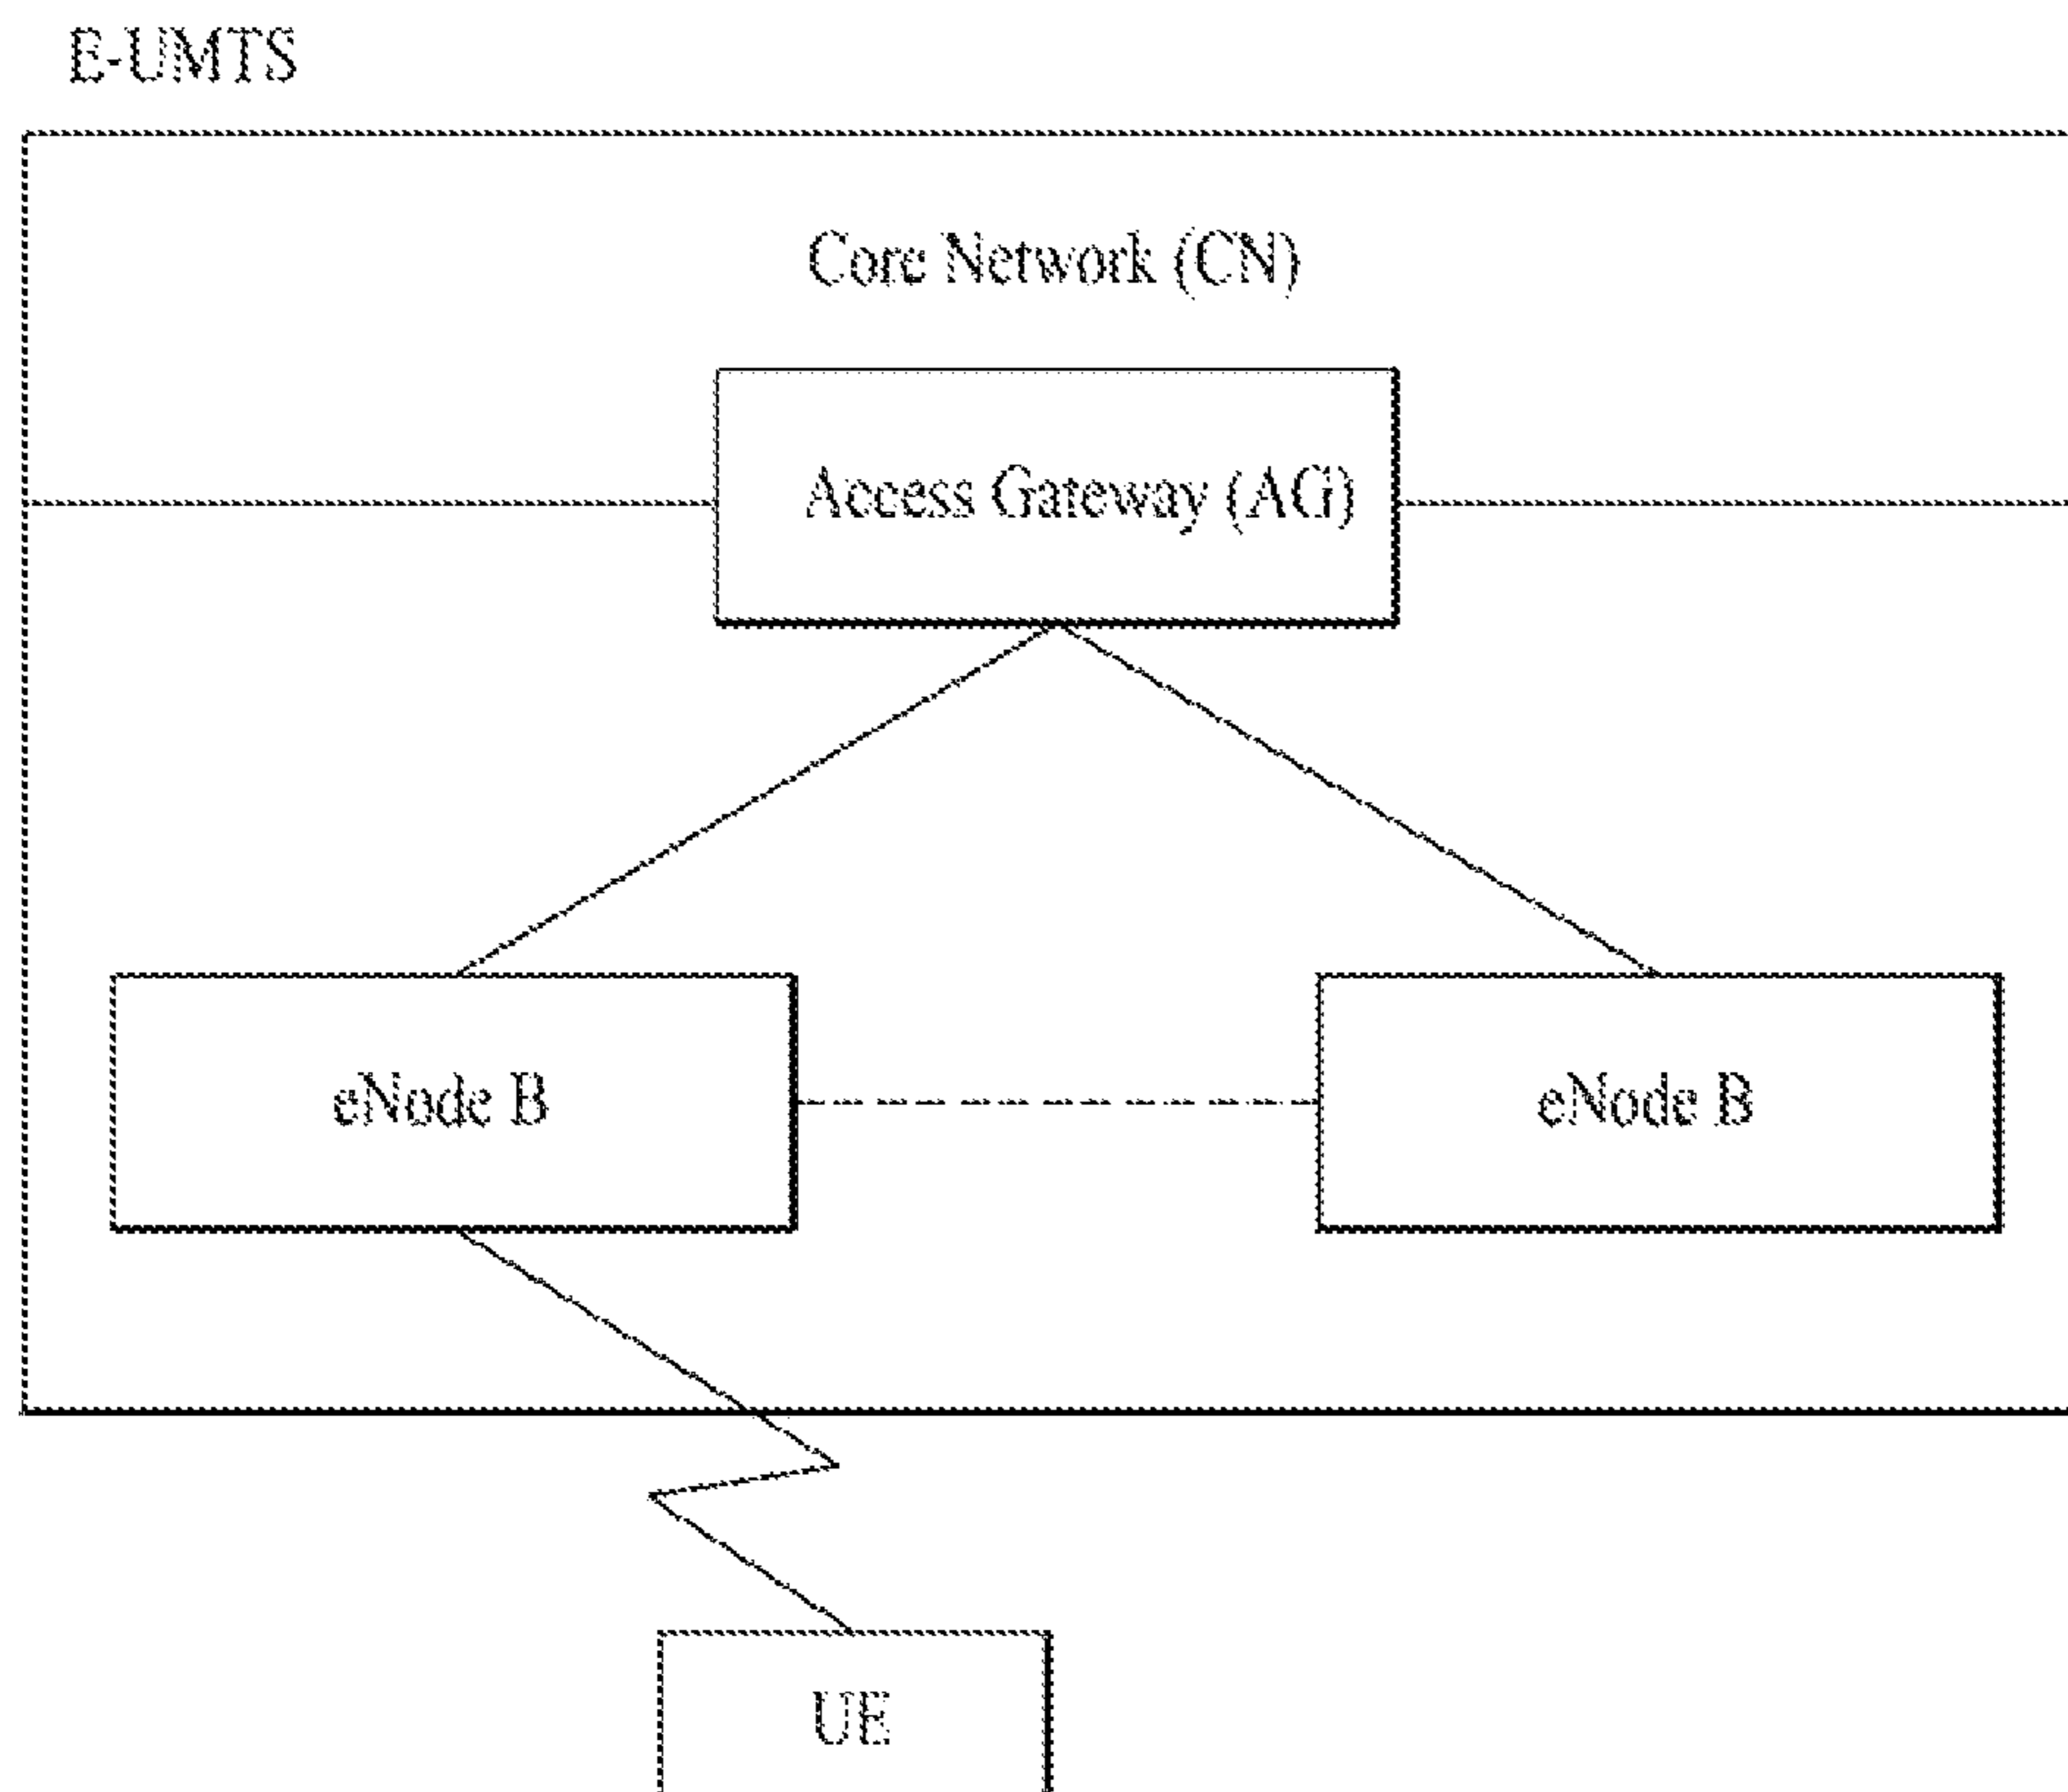 E-UMTS
Core Network (CN)
Access Gateway (AG)
eNode B
eNode B
UE